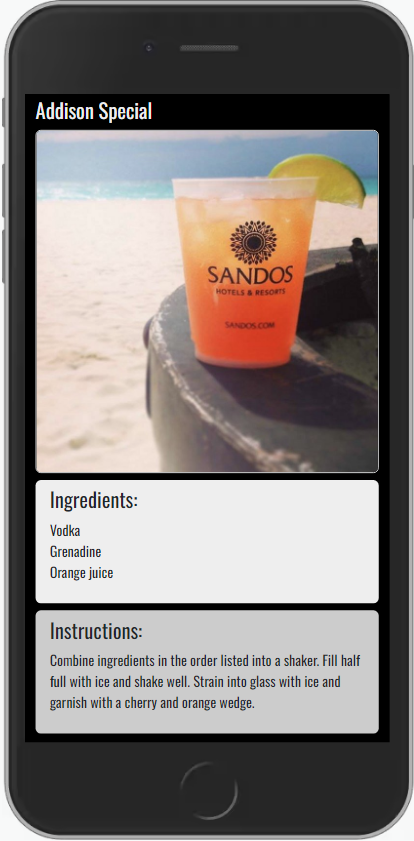 Addison Special
SANDOS
HOTELS & RESORTS
SANDOS.COM
Ingredients:
Vodka
Grenadine
Orange juice
Instructions:
Combine ingredients in the order listed into a shaker. Fill half
full with ice and shake well. Strain into glass with ice and
garnish with a cherry and orange wedge.